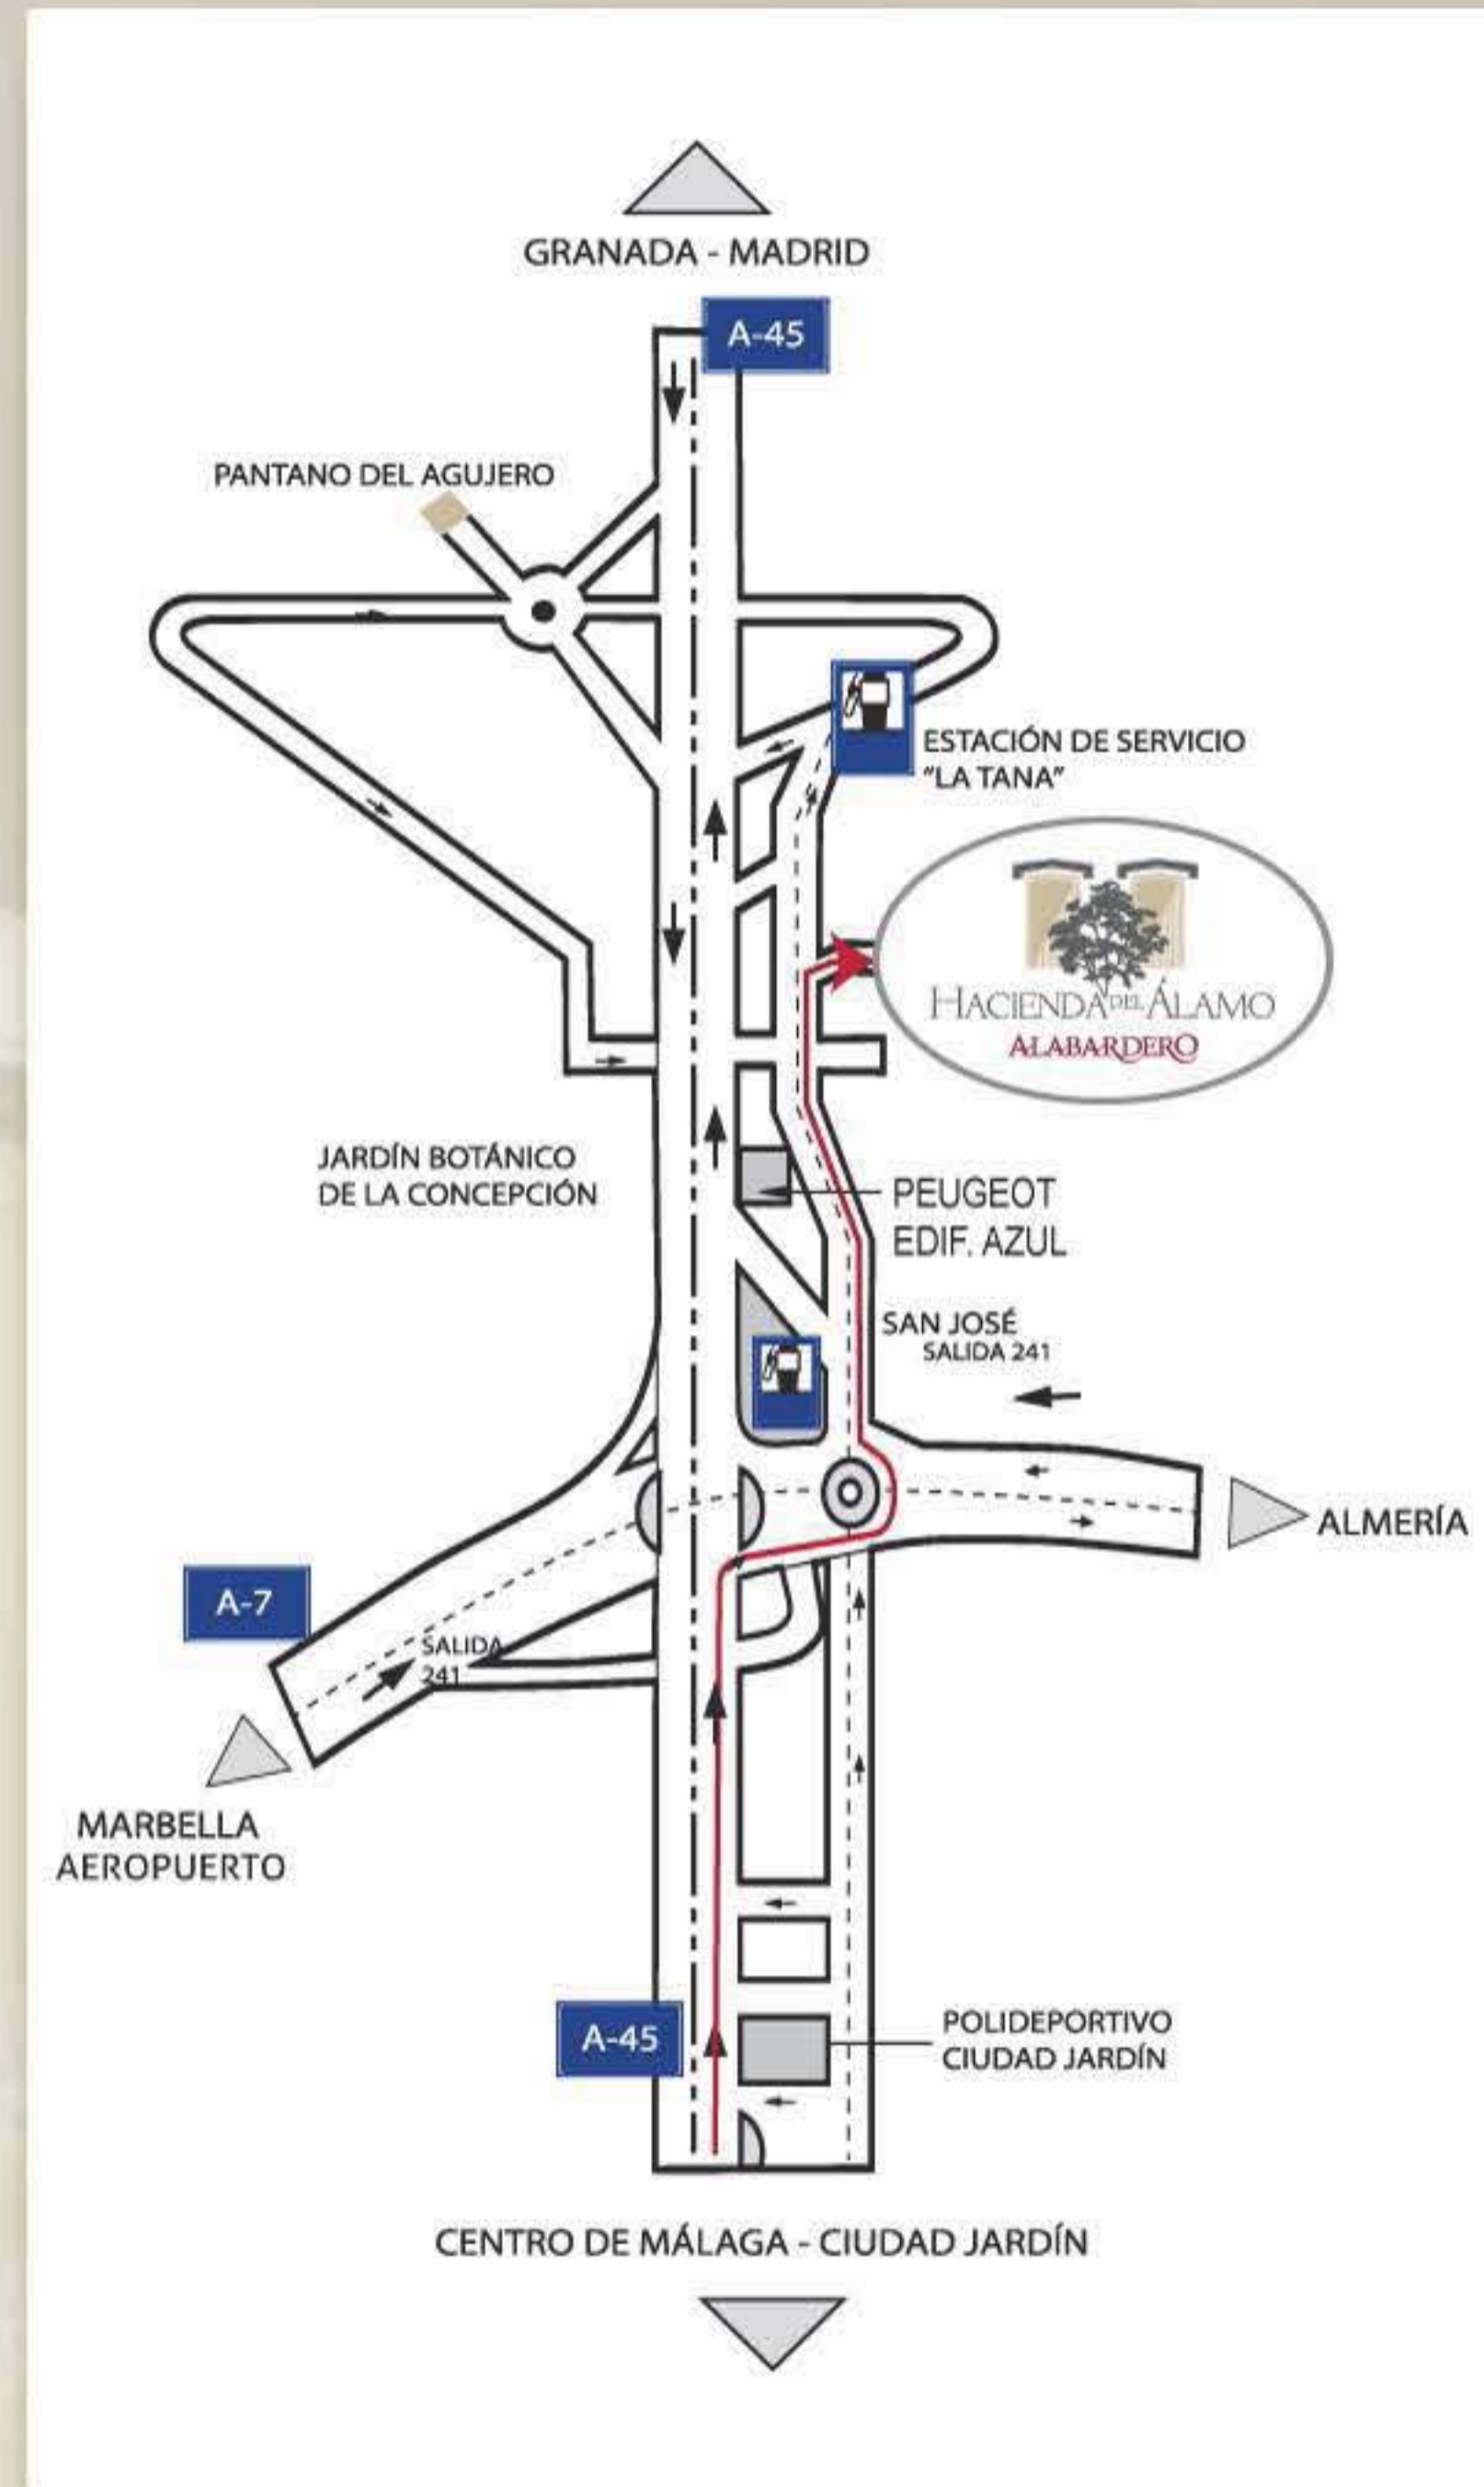 GRANADA - MADRID
A-45
PANTANO DEL AGUJERO
ESTACIÓN DE SERVICIO
"LA TANA"
HACIENDA DEL ÁLAMO
ALABARDERO
JARDÍN BOTÁNICO
DE LA CONCEPCIÓN
PEUGEOT
EDIF. AZUL
SAN JOSÉ
SALIDA 241
ALMERÍA
A-7
SALIDA
241
MARBELLA
AEROPUERTO
A-45
POLIDEPORTIVO
CIUDAD JARDÍN
CENTRO DE MÁLAGA - CIUDAD JARDÍN